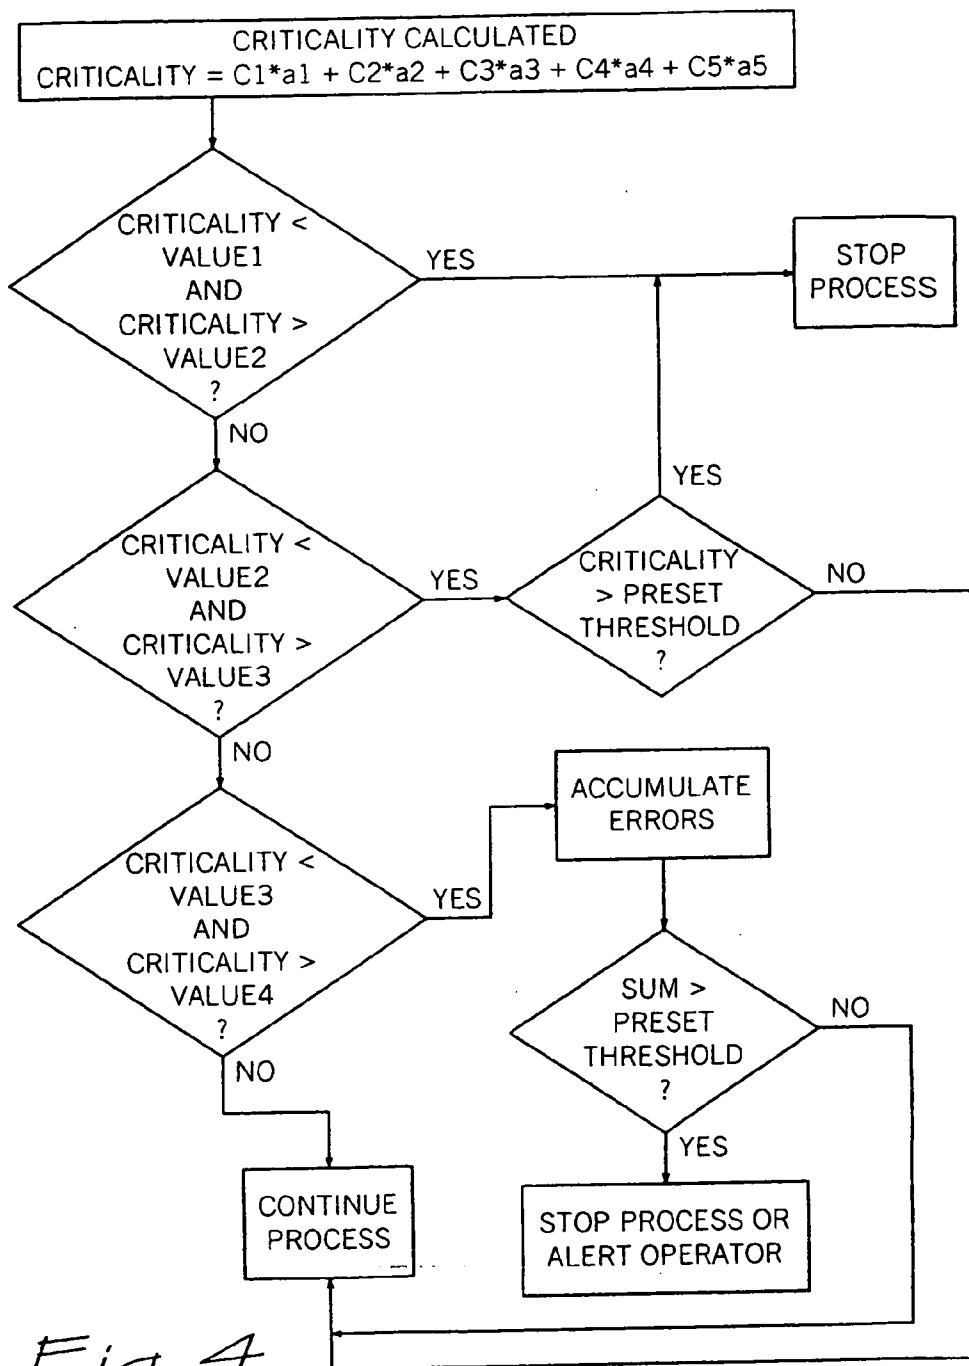 CRITICALITY CALCULATED
CRITICALITY = C1*a1 + C2*a2 + C3*a3 + C4*a4 + C5*a5
CRITICALITY <
VALUE1
AND
CRITICALITY >
VALUE2
?
YES
STOP
PROCESS
NO
CRITICALITY <
VALUE2
AND
CRITICALITY >
VALUE3
?
YES
CRITICALITY
> PRESET
THRESHOLD
?
YES
NO
NO
CRITICALITY <
VALUE3
AND
CRITICALITY >
VALUE4
?
YES
ACCUMULATE
ERRORS
SUM >
PRESET
THRESHOLD
?
NO
YES
STOP PROCESS OR
ALERT OPERATOR
NO
CONTINUE
PROCESS
Fig 4